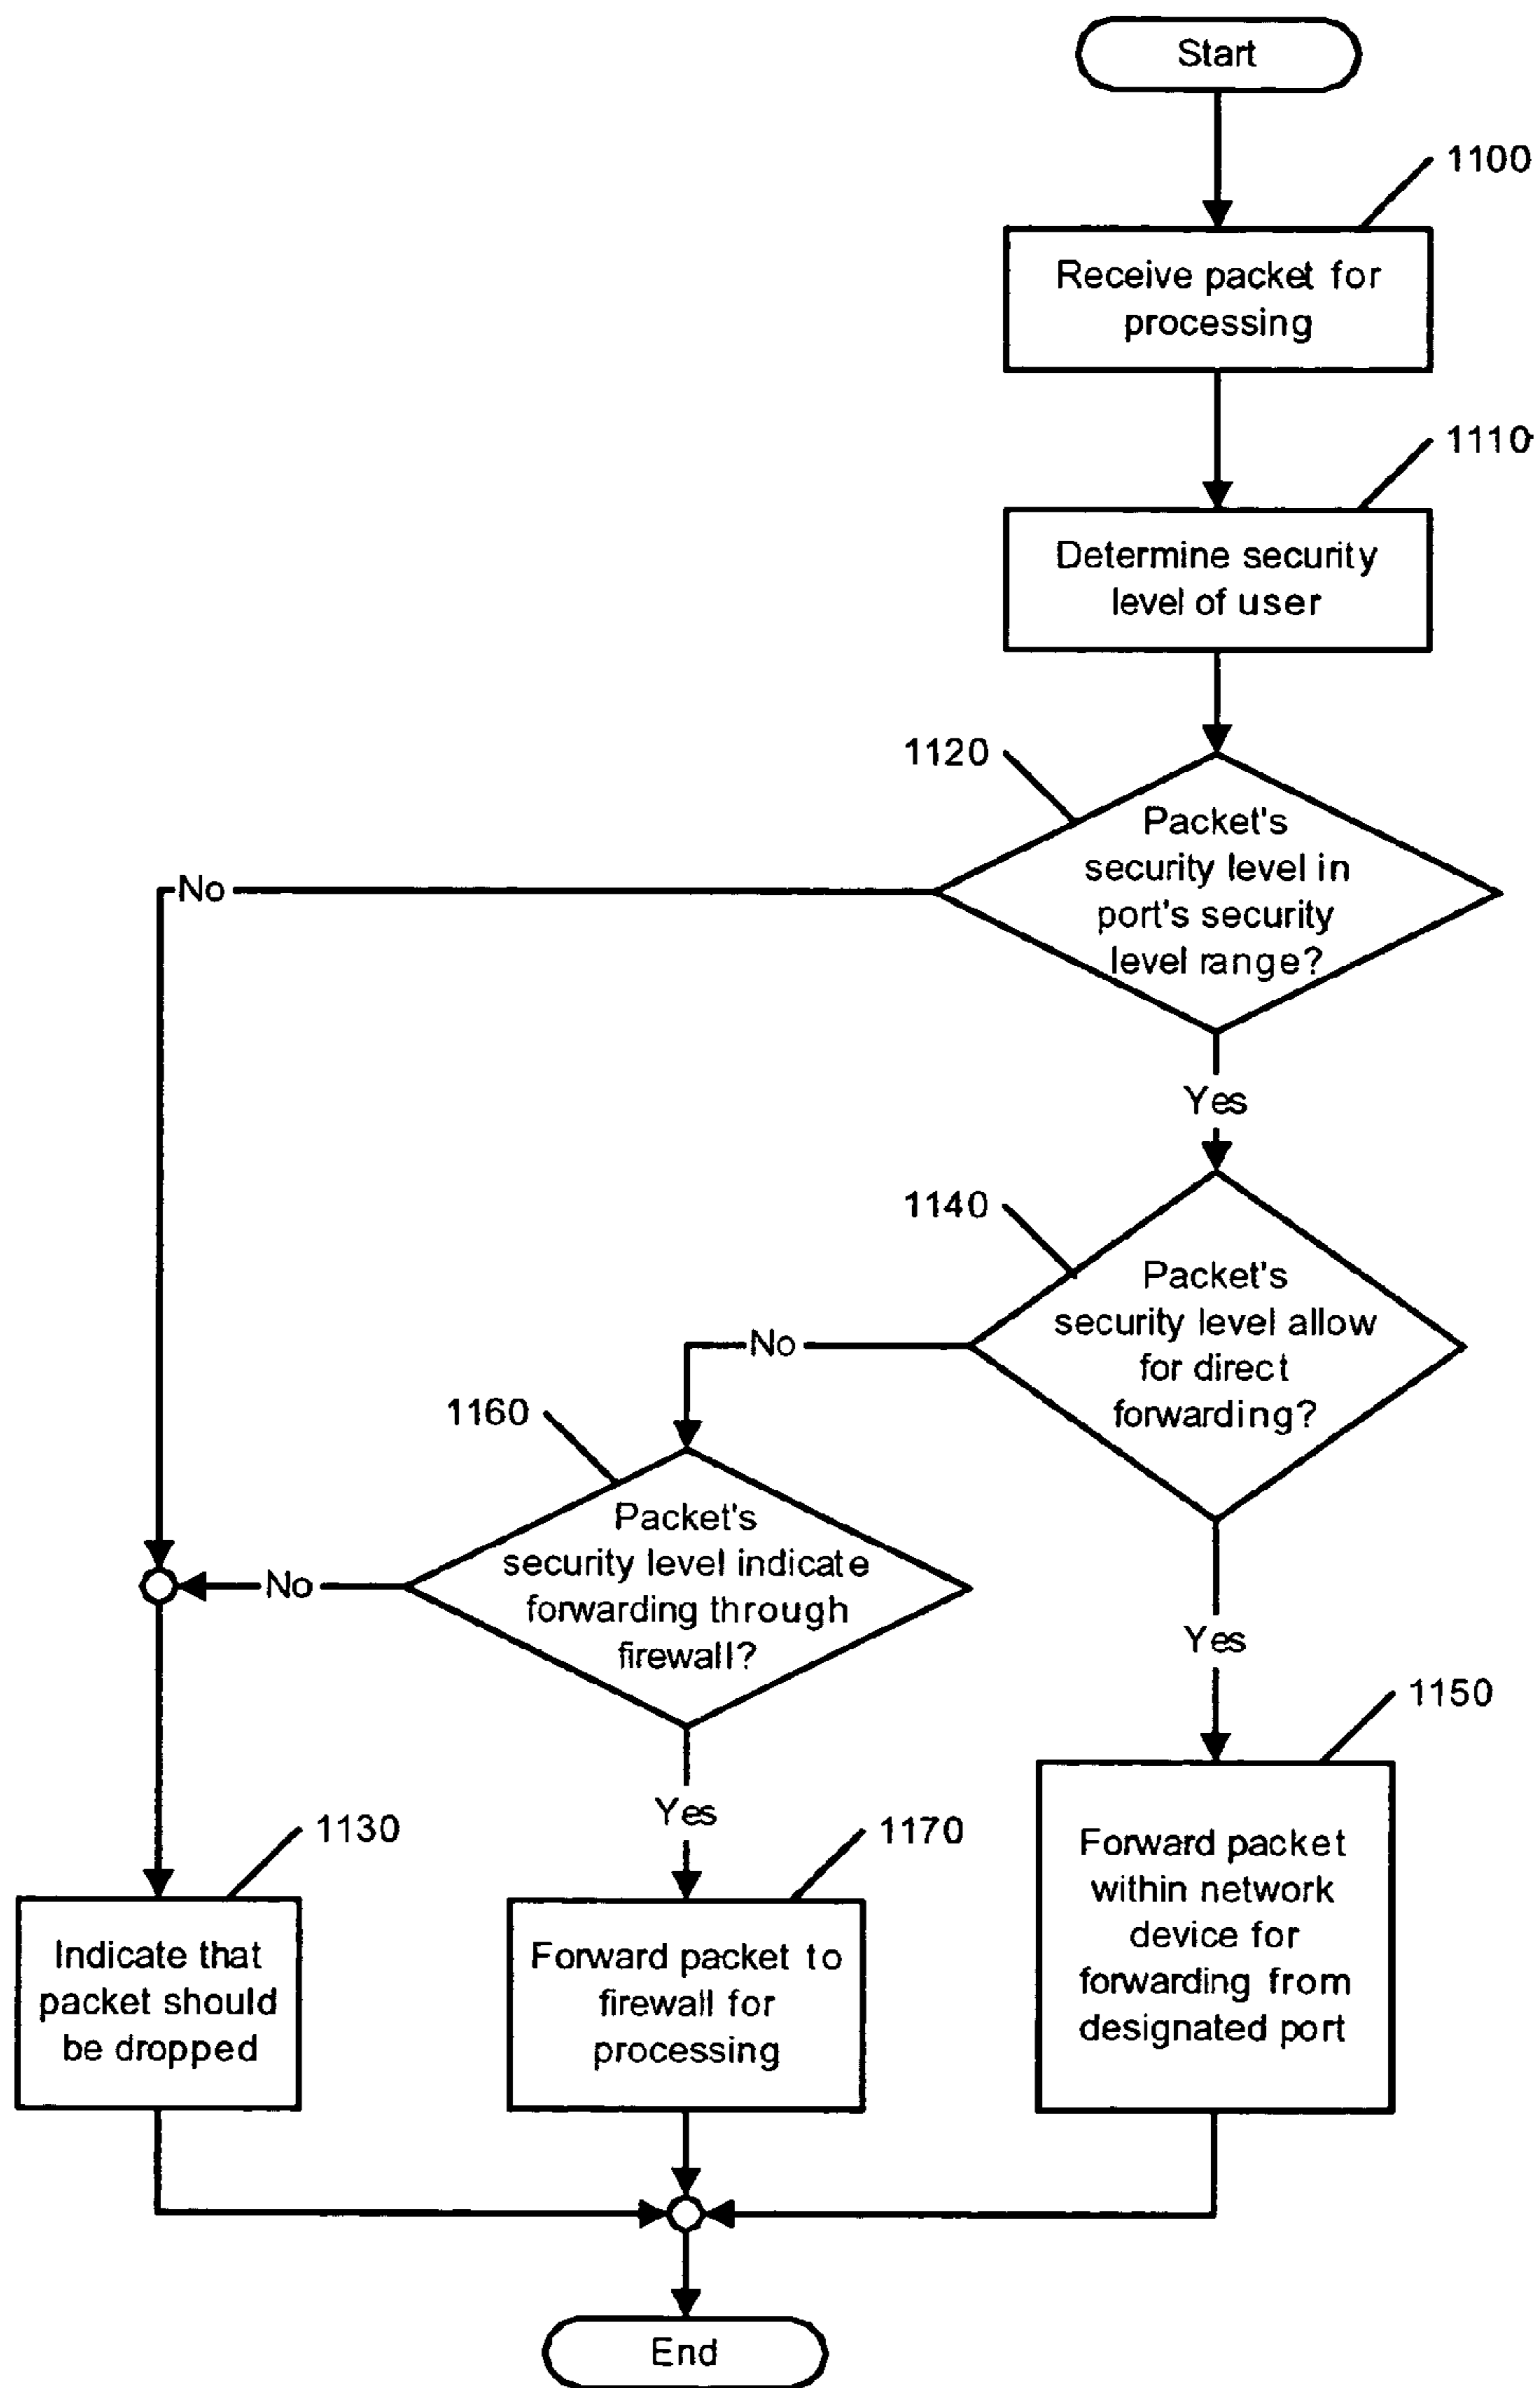 Start
1100
Receive packet for
processing
1110
Determine security
level of user
1120
Packet's
security level in
port's security
level range?
No
Yes
1140
Packet's
security level allow
for direct
forwarding?
No
1160
Packet's
security level indicate
forwarding through
firewall?
No
Yes
Yes
1150
Forward packet
within network
device for
forwarding from
designated port
1130
Indicate that
packet should
be dropped
1170
Forward packet to
firewall for
processing
End